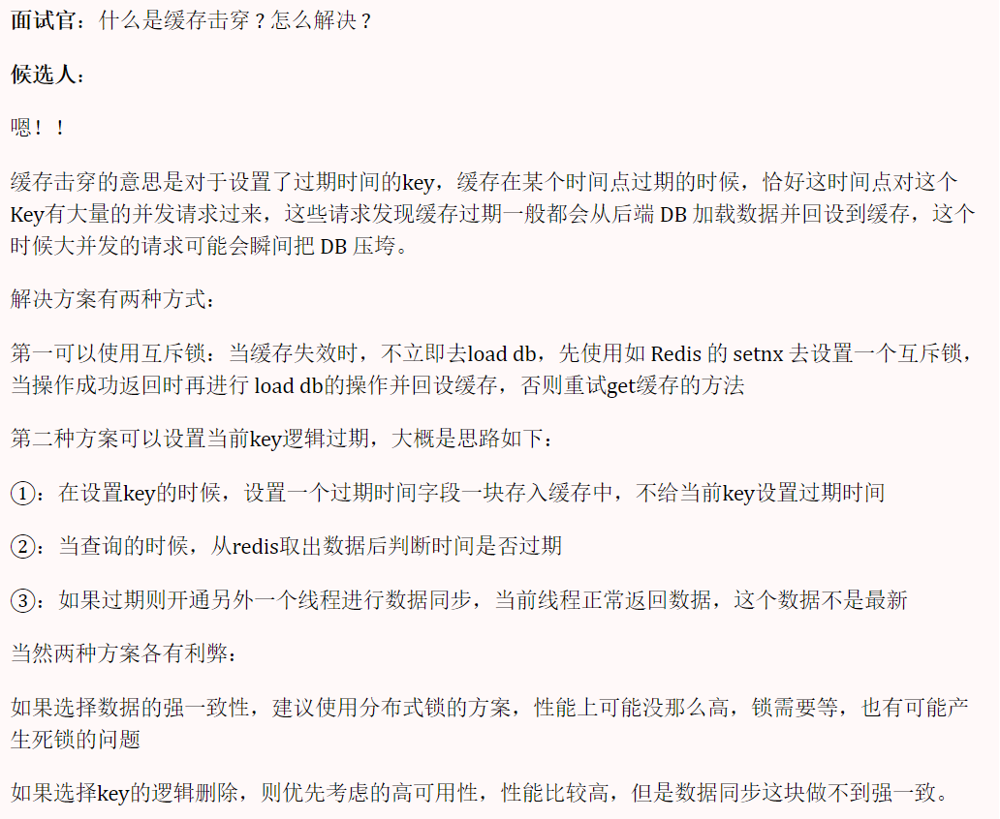 面试官：什么是缓存击穿 ? 怎么解决 ?
候选人：
嗯！！
缓存击穿的意思是对于设置了过期时间的key，缓存在某个时间点过期的时候，恰好这时间点对这个
Key有大量的并发请求过来，这些请求发现缓存过期一般都会从后端 DB 加载数据并回设到缓存，这个
时候大并发的请求可能会瞬间把 DB 压垮。
解决方案有两种方式：
第一可以使用互斥锁：当缓存失效时，不立即去load db，先使用如 Redis 的 setnx 去设置一个互斥锁，
当操作成功返回时再进行 load db的操作并回设缓存，否则重试get缓存的方法
第二种方案可以设置当前key逻辑过期，大概是思路如下：
①：在设置key的时候，设置一个过期时间字段一块存入缓存中，不给当前key设置过期时间
②：当查询的时候，从redis取出数据后判断时间是否过期
③：如果过期则开通另外一个线程进行数据同步，当前线程正常返回数据，这个数据不是最新
当然两种方案各有利弊：
如果选择数据的强一致性，建议使用分布式锁的方案，性能上可能没那么高，锁需要等，也有可能产
生死锁的问题
如果选择key的逻辑删除，则优先考虑的高可用性，性能比较高，但是数据同步这块做不到强一致。